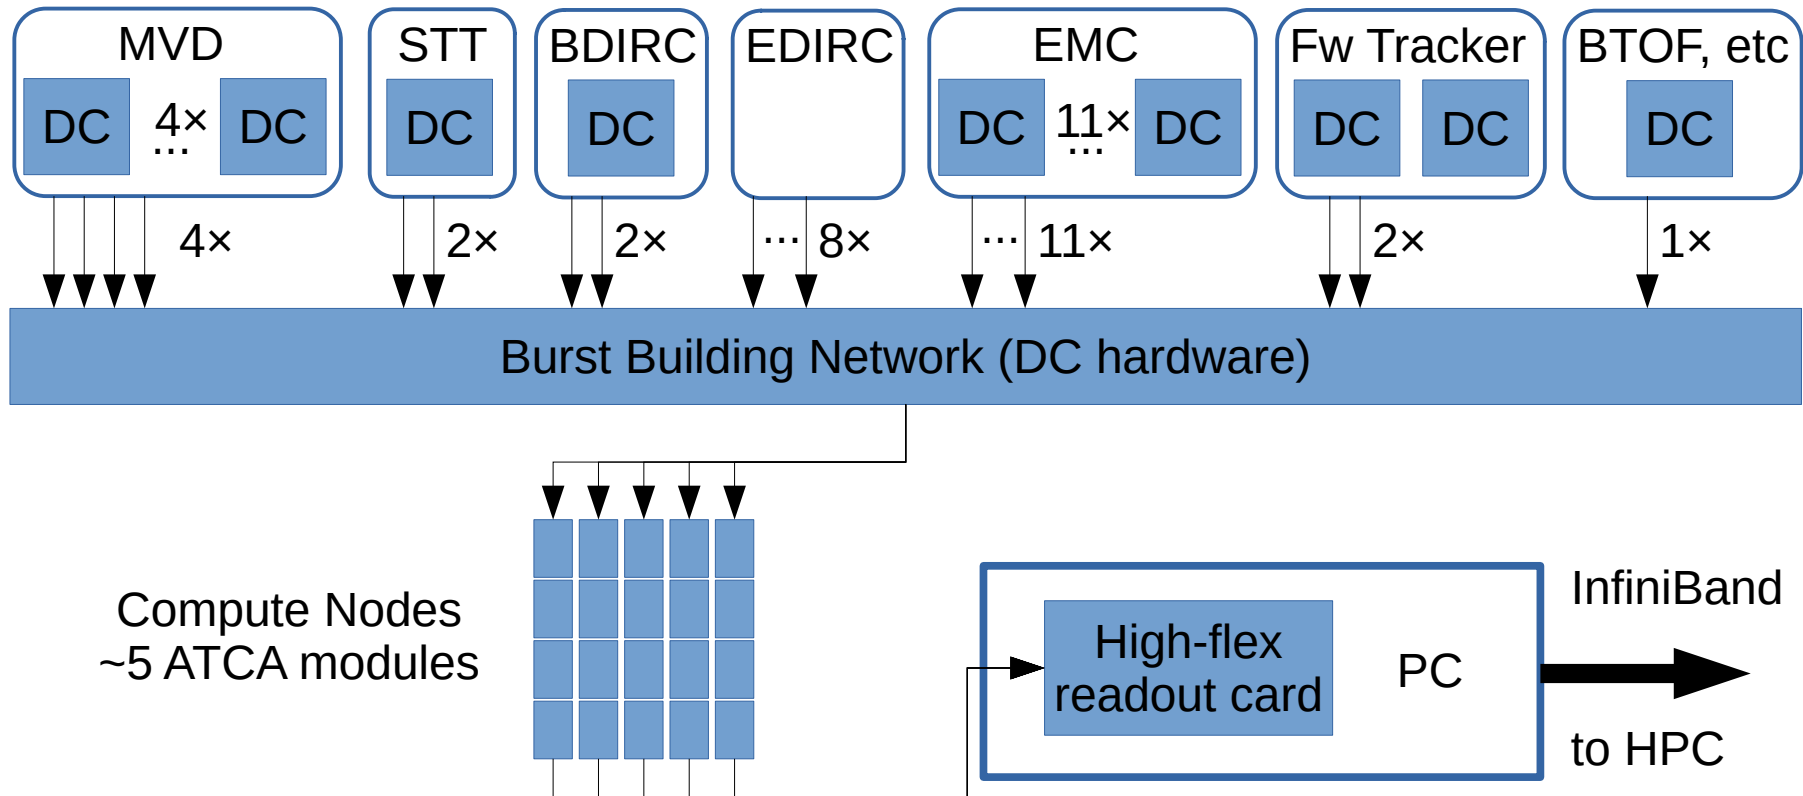 MVD
STT
BDIRC
EDIRC
EMC
Fw Tracker
BTOF, etc
DC
4×
...
DC
DC
DC
DC
11×
...
DC
DC
DC
DC
4×
2×
2×
... 8×
... 11×
2×
1×
Burst Building Network (DC hardware)
Compute Nodes
~5 ATCA modules
High-flex
readout card
PC
InfiniBand
to HPC